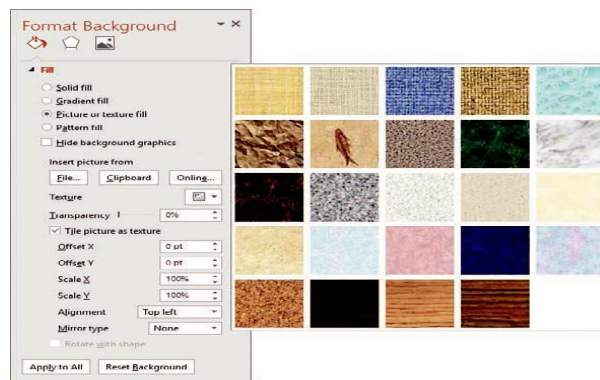 Format Background
Fill
Solid fill
Gradient fill
Picture or texture fill
Pattern fill
Hide background graphics
Insert picture from
File... Clipboard Online...
Texture
Transparency 0%
Tile picture as texture
Offset X 0 pt
Offset Y 0 pt
Scale X 100%
Scale Y 100%
Alignment Top left
Mirror type None
Rotate with shape
Apply to All Reset Background